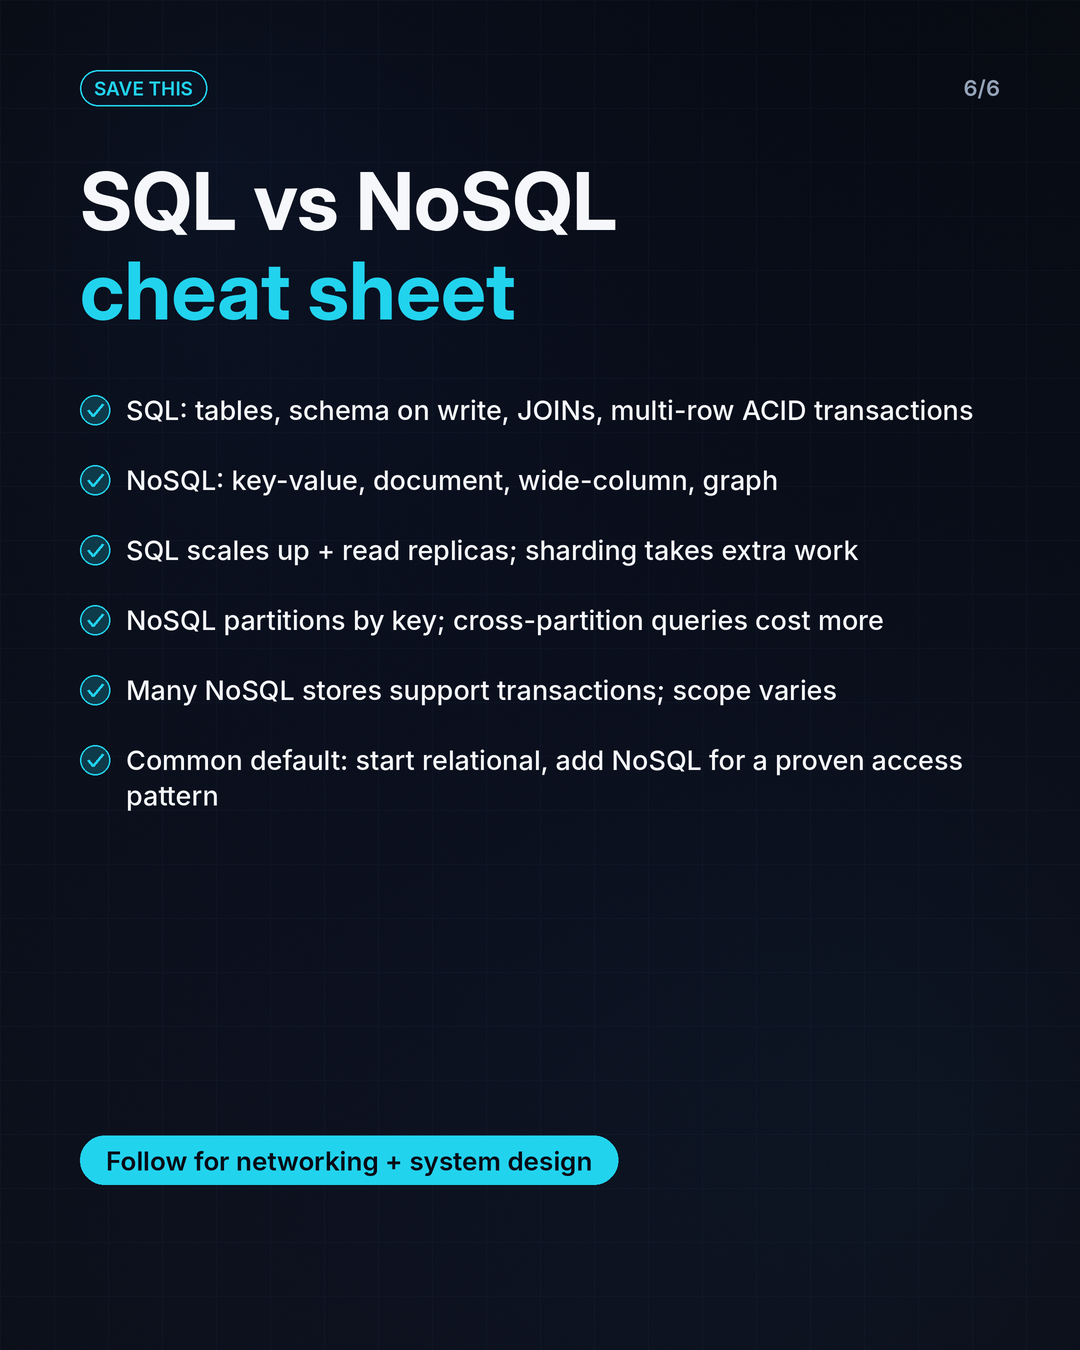 SAVE THIS
6/6
SQL vs NoSQL
cheat sheet
SQL: tables, schema on write, JOINs, multi-row ACID transactions
NoSQL: key-value, document, wide-column, graph
SQL scales up + read replicas; sharding takes extra work
NoSQL partitions by key; cross-partition queries cost more
Many NoSQL stores support transactions; scope varies
Common default: start relational, add NoSQL for a proven access
pattern
Follow for networking + system design